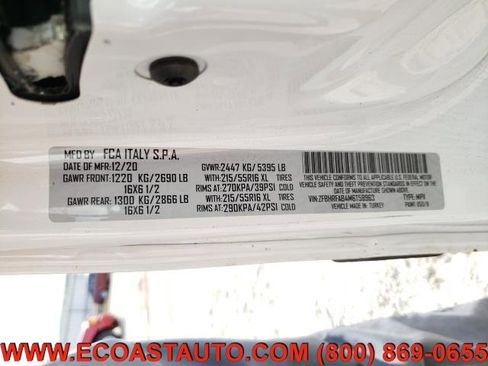 MFD BY FCA ITALY S.P.A.
DATE OF MFR:12/20 GVWR:2447 KG/ 5395 LB
GAWR FRONT:1220 KG/2690 LB WITH:215/55R16 XL TIRES
16X6 1/2 RIMS AT:270KPA/39PSI COLD
GAWR REAR:1300 KG/2866 LB WITH:215/55R16 XL TIRES
16X6 1/2 RIMS AT:290KPA/42PSI COLD
THIS VEHICLE CONFORMS TO ALL APPLICABLE U.S. FEDERAL MOTOR
VEHICLE SAFETY STANDARDS IN EFFECT ON THE DATE OF MANUFACTURE
SHOWN ABOVE.
TYPE: MPV
MADE IN: TURKEY
WWW.ECOASTAUTO.COM (800) 869-0655